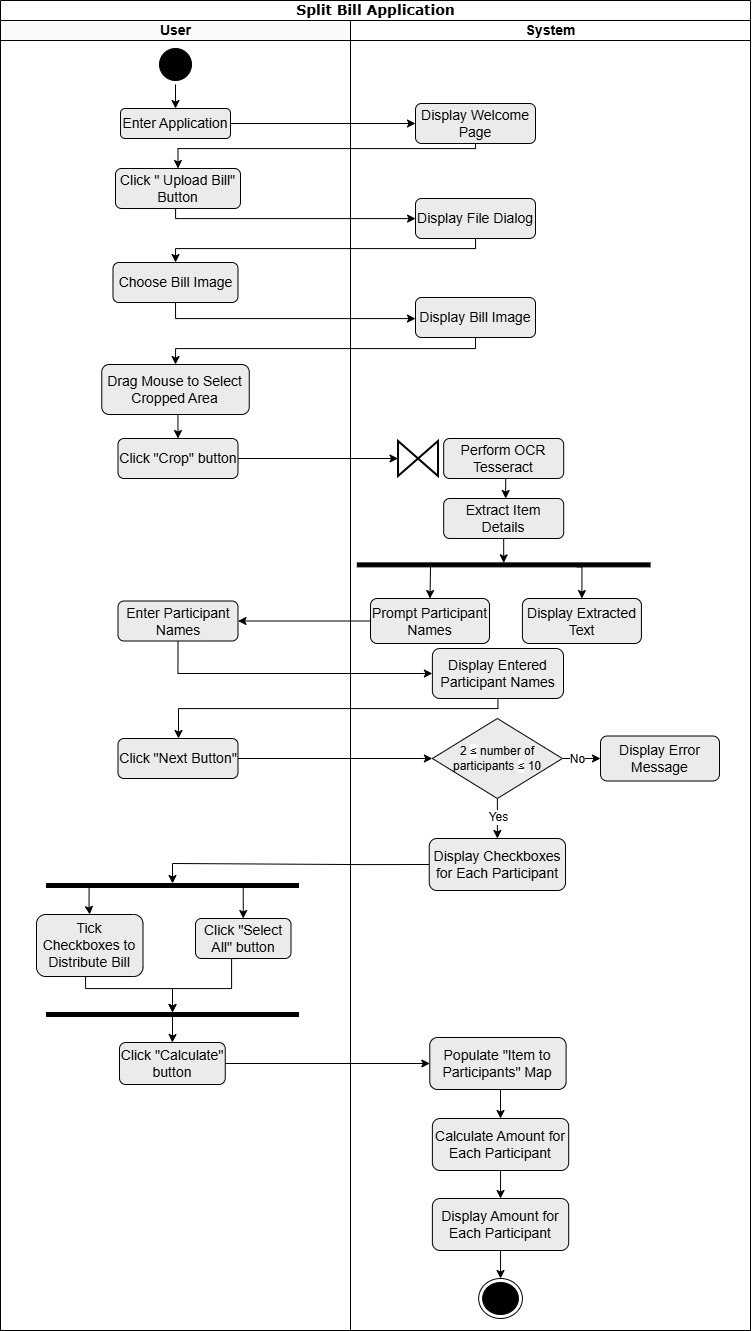 Split Bill Application
User
System
Enter Application
Display Welcome
Page
Click " Upload Bill"
Button
Display File Dialog
Choose Bill Image
Display Bill Image
Drag Mouse to Select
Cropped Area
Click "Crop" button
Perform OCR
Tesseract
Extract Item
Details
Enter Participant
Names
Prompt Participant
Names
Display Extracted
Text
Display Entered
Participant Names
Click "Next Button"
2 ≤ number of
participants ≤ 10
No
Display Error
Message
Yes
Display Checkboxes
for Each Participant
Tick
Checkboxes to
Distribute Bill
Click "Select
All" button
Click "Calculate"
button
Populate "Item to
Participants" Map
Calculate Amount for
Each Participant
Display Amount for
Each Participant